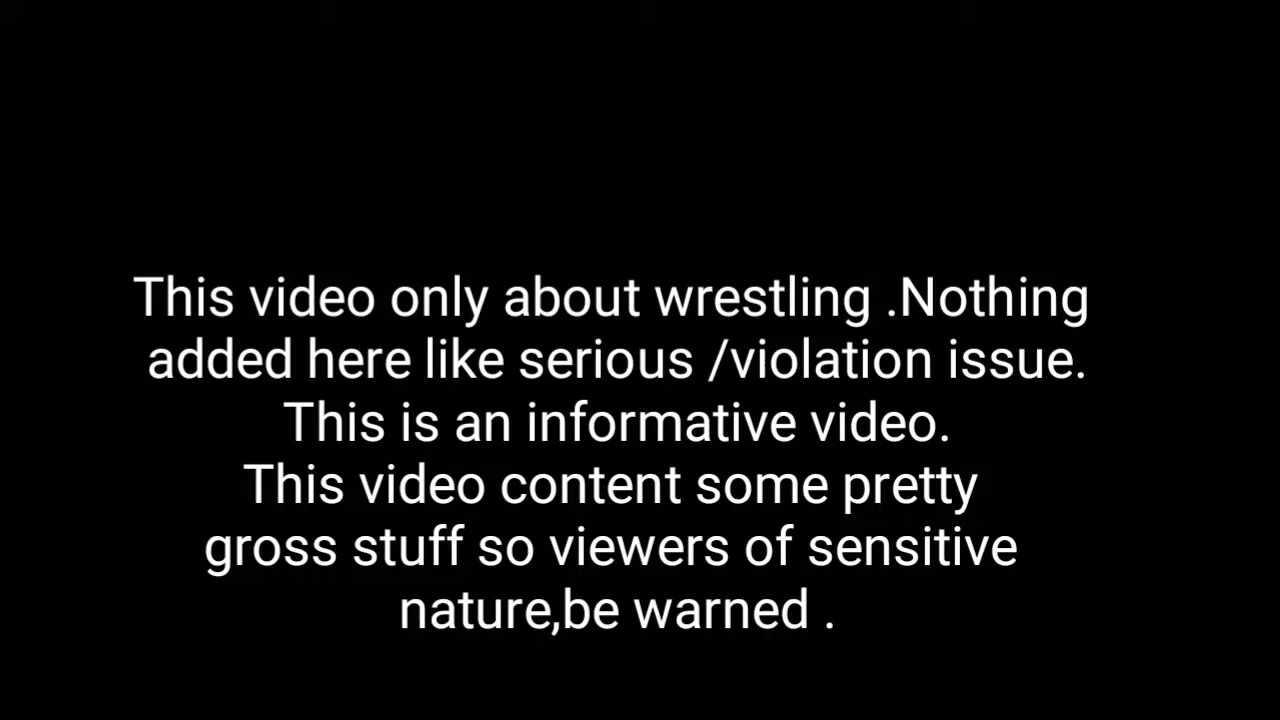 This video only about wrestling .Nothing
added here like serious /violation issue.
This is an informative video.
This video content some pretty
gross stuff so viewers of sensitive
nature,be warned .